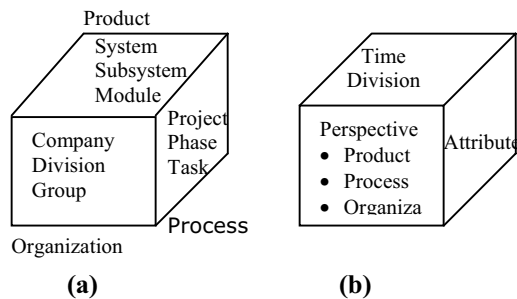 Product
System
Subsystem
Module
Project
Phase
Task
Company
Division
Group
Organization
Process
(a)
Time
Division
Perspective
• Product
• Process
• Organiza
Attribute
(b)